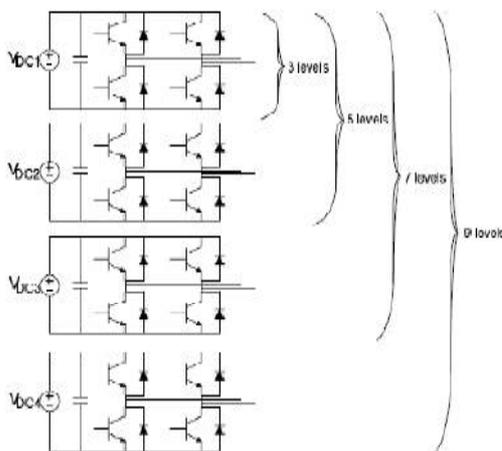 VDC1
3 levels
5 levels
VDC2
7 levels
9 levels
VDC3
VDC4